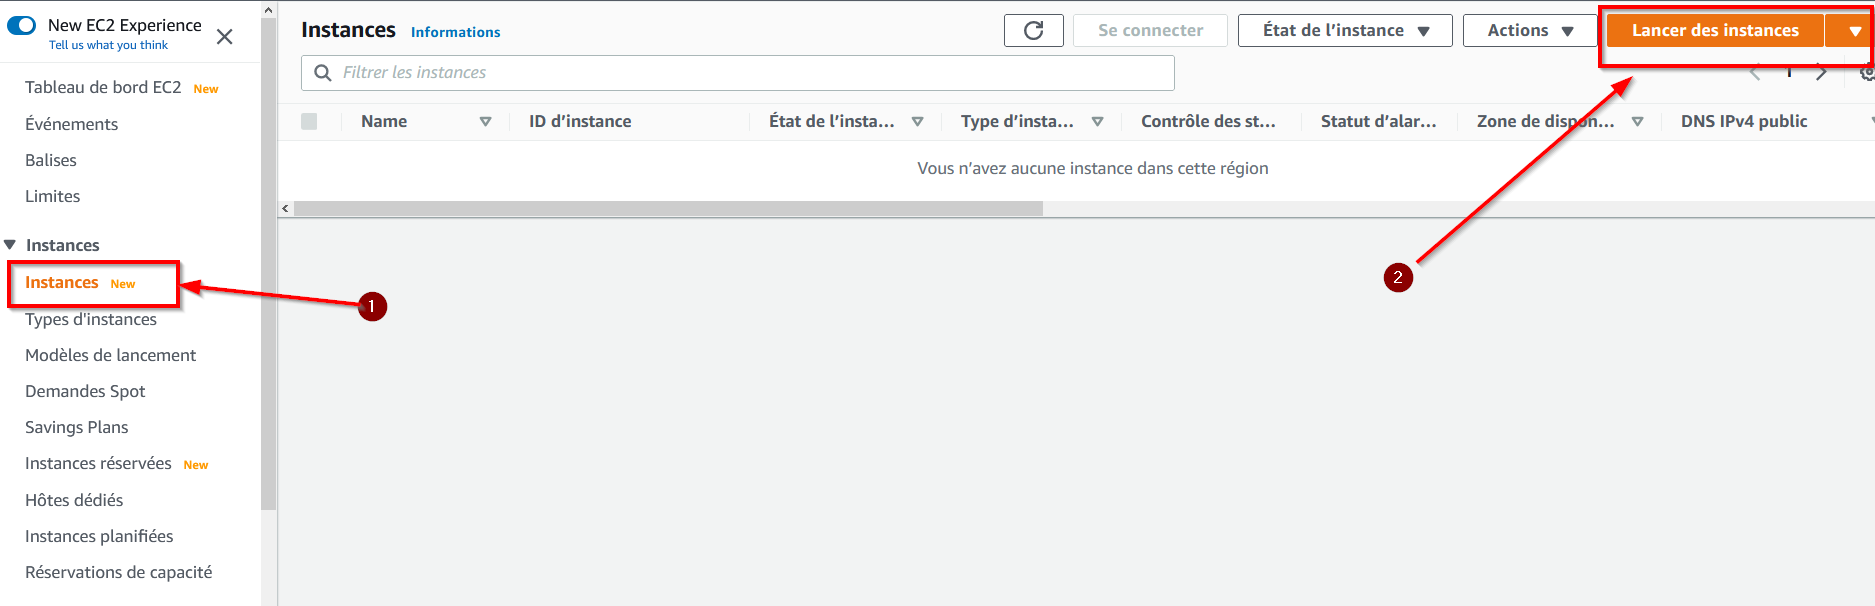 New EC2 Experience
Tell us what you think
Tableau de bord EC2 New
Événements
Balises
Limites
Instances
Instances New
Types d'instances
Modèles de lancement
Demandes Spot
Savings Plans
Instances réservées New
Hôtes dédiés
Instances planifiées
Réservations de capacité
Instances Informations
Se connecter
État de l’instance
Actions
Lancer des instances
Filtrer les instances
1
Name
ID d’instance
État de l’insta...
Type d’insta...
Contrôle des st...
Statut d’alar...
Zone de dispon...
DNS IPv4 public
Vous n’avez aucune instance dans cette région
1
2